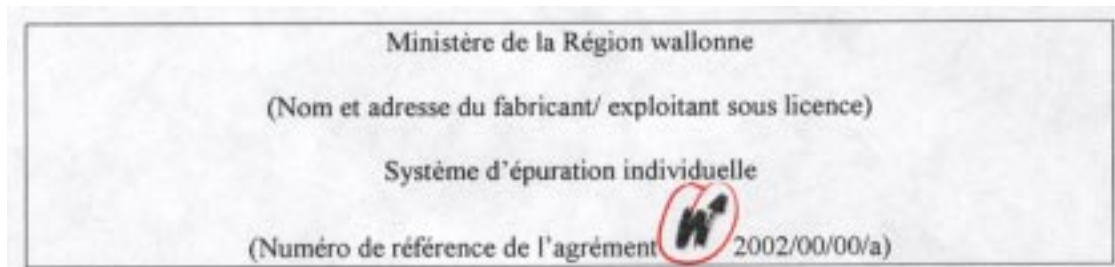 Ministère de la Région wallonne
(Nom et adresse du fabricant/ exploitant sous licence)
Système d'épuration individuelle
(Numéro de référence de l'agrément W 2002/00/00/a)